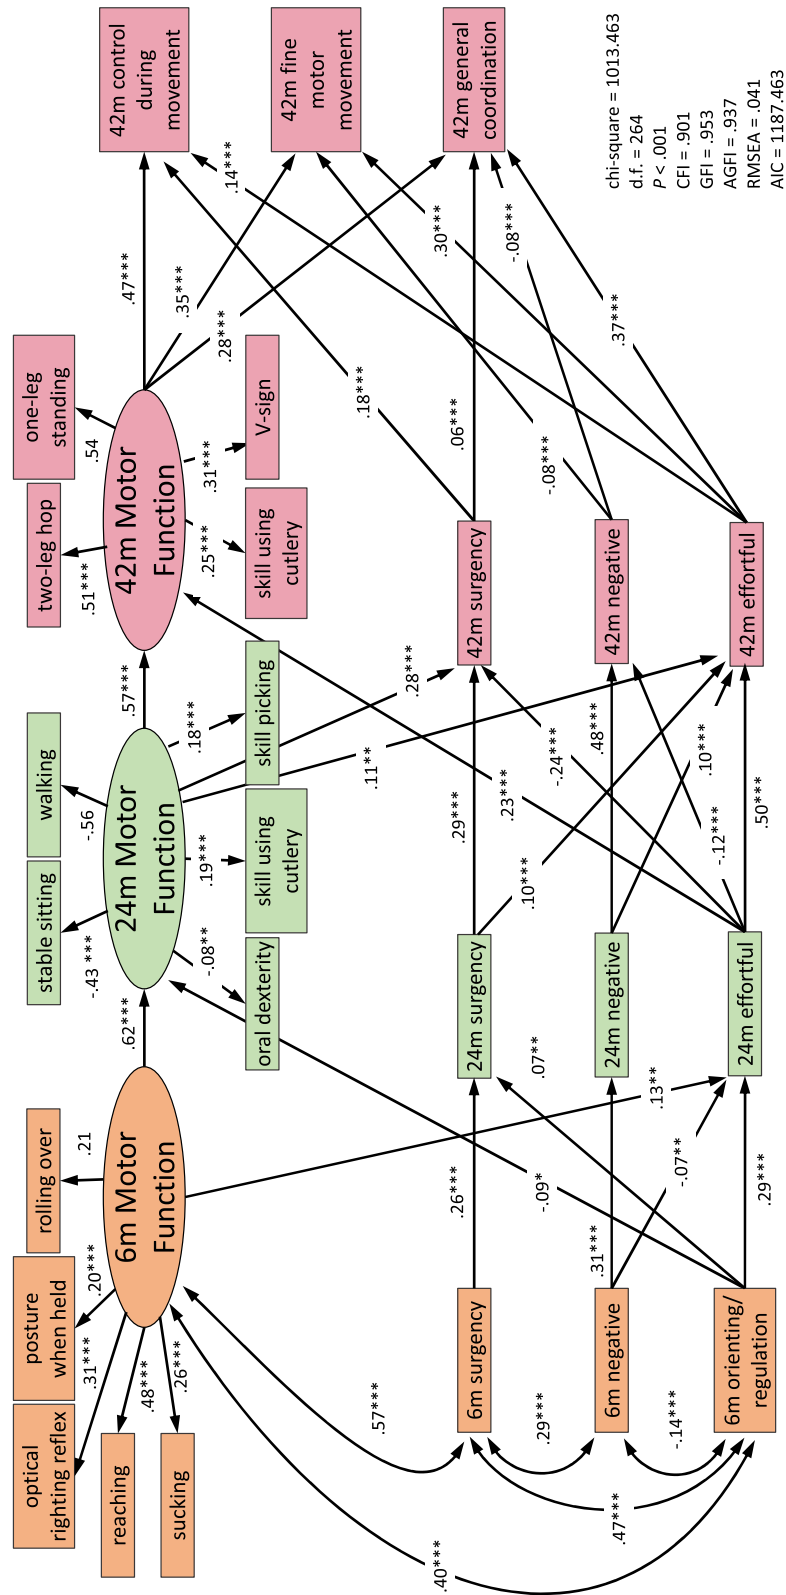 optical
righting reflex
posture
when held
rolling over
stable sitting
walking
two-leg hop
one-leg
standing
.31***
.20***
.21
-.43 ***
-.56
.51***
.54
reaching
sucking
.48***
.26***
6m Motor
Function
.62***
24m Motor
Function
.57***
42m Motor
Function
.47***
42m control
during
movement
-.08**
.19***
.18***
.25***
.31***
.35***
.28***
.14***
oral dexterity
skill using
cutlery
skill picking
skill using
cutlery
V-sign
42m fine
motor
movement
.57***
.28***
.11**
.18***
.30***
.40***
6m surgency
.26***
24m surgency
.29***
42m surgency
.06***
42m general
coordination
.29***
-.09*
.07**
.10***
.23***
-.24***
-.08***
-.08***
6m negative
.31***
24m negative
.48***
42m negative
.47***
-.14***
-.07**
.13**
-.12***
.10***
.37***
6m orienting/
regulation
.29***
24m effortful
.50***
42m effortful
chi-square = 1013.463
d.f. = 264
P < .001
CFI = .901
GFI = .953
AGFI = .937
RMSEA = .041
AIC = 1187.463